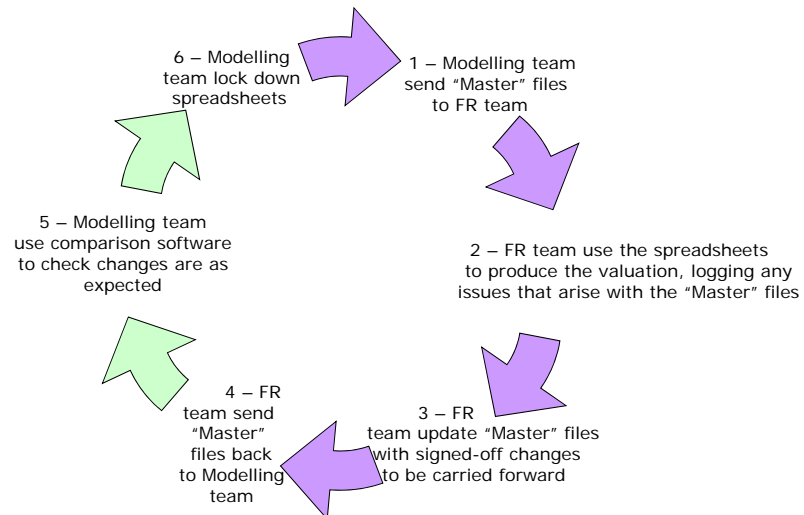 6 – Modelling
team lock down
spreadsheets
1 – Modelling team
send “Master” files
to FR team
2 – FR team use the spreadsheets
to produce the valuation, logging any
issues that arise with the “Master” files
3 – FR
team update “Master” files
with signed-off changes
to be carried forward
4 – FR
team send
“Master”
files back
to Modelling
team
5 – Modelling team
use comparison software
to check changes are as
expected